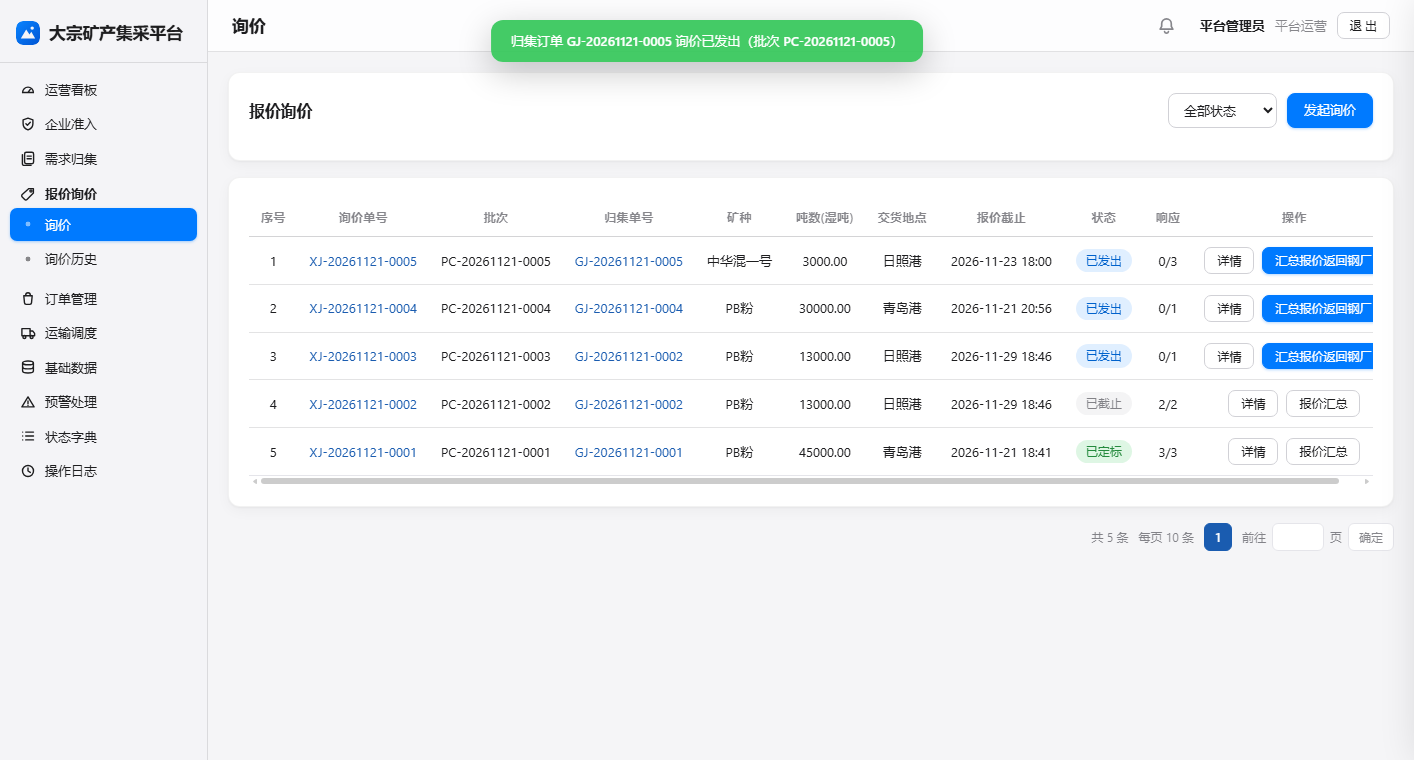 大宗矿产集采平台
询价
归集订单 GJ-20261121-0005 询价已发出（批次 PC-20261121-0005）
平台管理员 平台运营 退 出
运营看板
企业准入
需求归集
报价询价
询价
询价历史
订单管理
运输调度
基础数据
预警处理
状态字典
操作日志
报价询价 全部状态 发起询价
序号 询价单号 批次 归集单号 矿种 吨数(湿吨) 交货地点 报价截止 状态 响应 操作
1 XJ-20261121-0005 PC-20261121-0005 GJ-20261121-0005 中华混一号 3000.00 日照港 2026-11-23 18:00 已发出 0/3 详情 汇总报价返回钢厂
2 XJ-20261121-0004 PC-20261121-0004 GJ-20261121-0004 PB粉 30000.00 青岛港 2026-11-21 20:56 已发出 0/1 详情 汇总报价返回钢厂
3 XJ-20261121-0003 PC-20261121-0003 GJ-20261121-0002 PB粉 13000.00 日照港 2026-11-29 18:46 已发出 0/1 详情 汇总报价返回钢厂
4 XJ-20261121-0002 PC-20261121-0002 GJ-20261121-0002 PB粉 13000.00 日照港 2026-11-29 18:46 已截止 2/2 详情 报价汇总
5 XJ-20261121-0001 PC-20261121-0001 GJ-20261121-0001 PB粉 45000.00 青岛港 2026-11-21 18:41 已定标 3/3 详情 报价汇总
共 5 条 每页 10 条 1 前往 页 确定